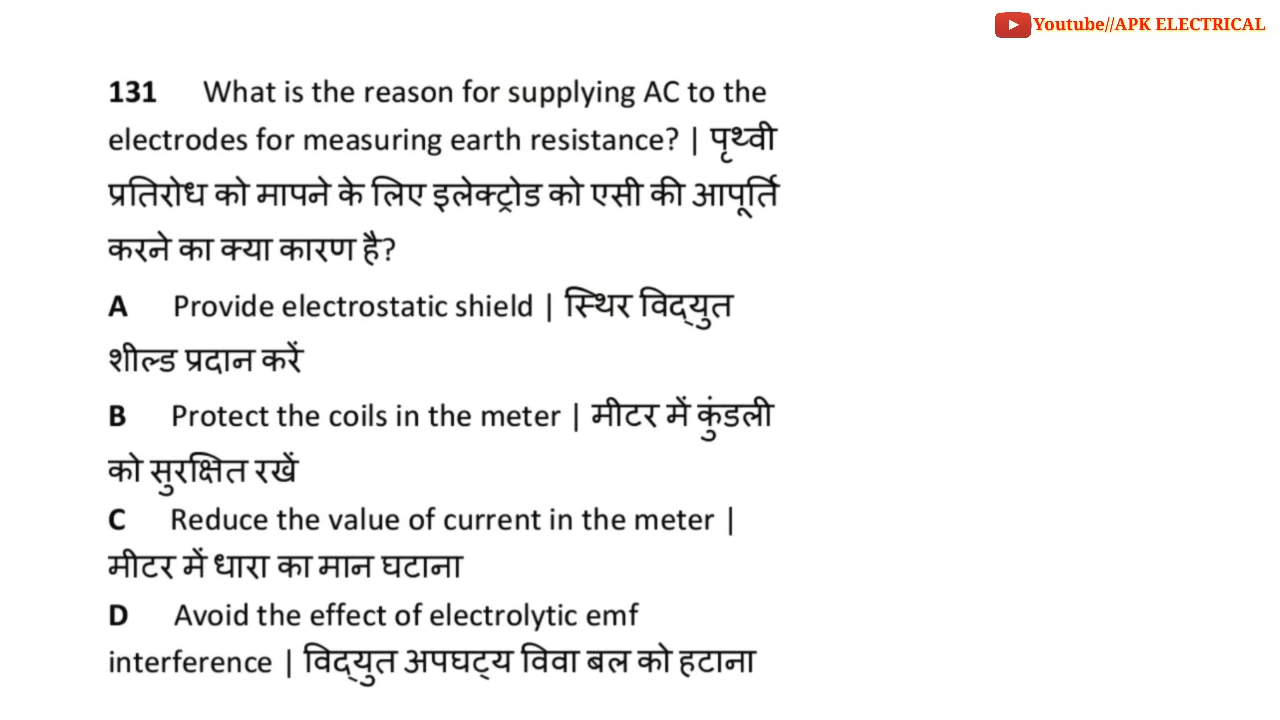 Youtube//APK ELECTRICAL
131 What is the reason for supplying AC to the
electrodes for measuring earth resistance? | पृथ्वी
प्रतिरोध को मापने के लिए इलेक्ट्रोड को एसी की आपूर्ति
करने का क्या कारण है?
A Provide electrostatic shield | स्थिर विद्युत
शील्ड प्रदान करें
B Protect the coils in the meter | मीटर में कुंडली
को सुरक्षित रखें
C Reduce the value of current in the meter |
मीटर में धारा का मान घटाना
D Avoid the effect of electrolytic emf
interference | विद्युत अपघट्य विवा बल को हटाना